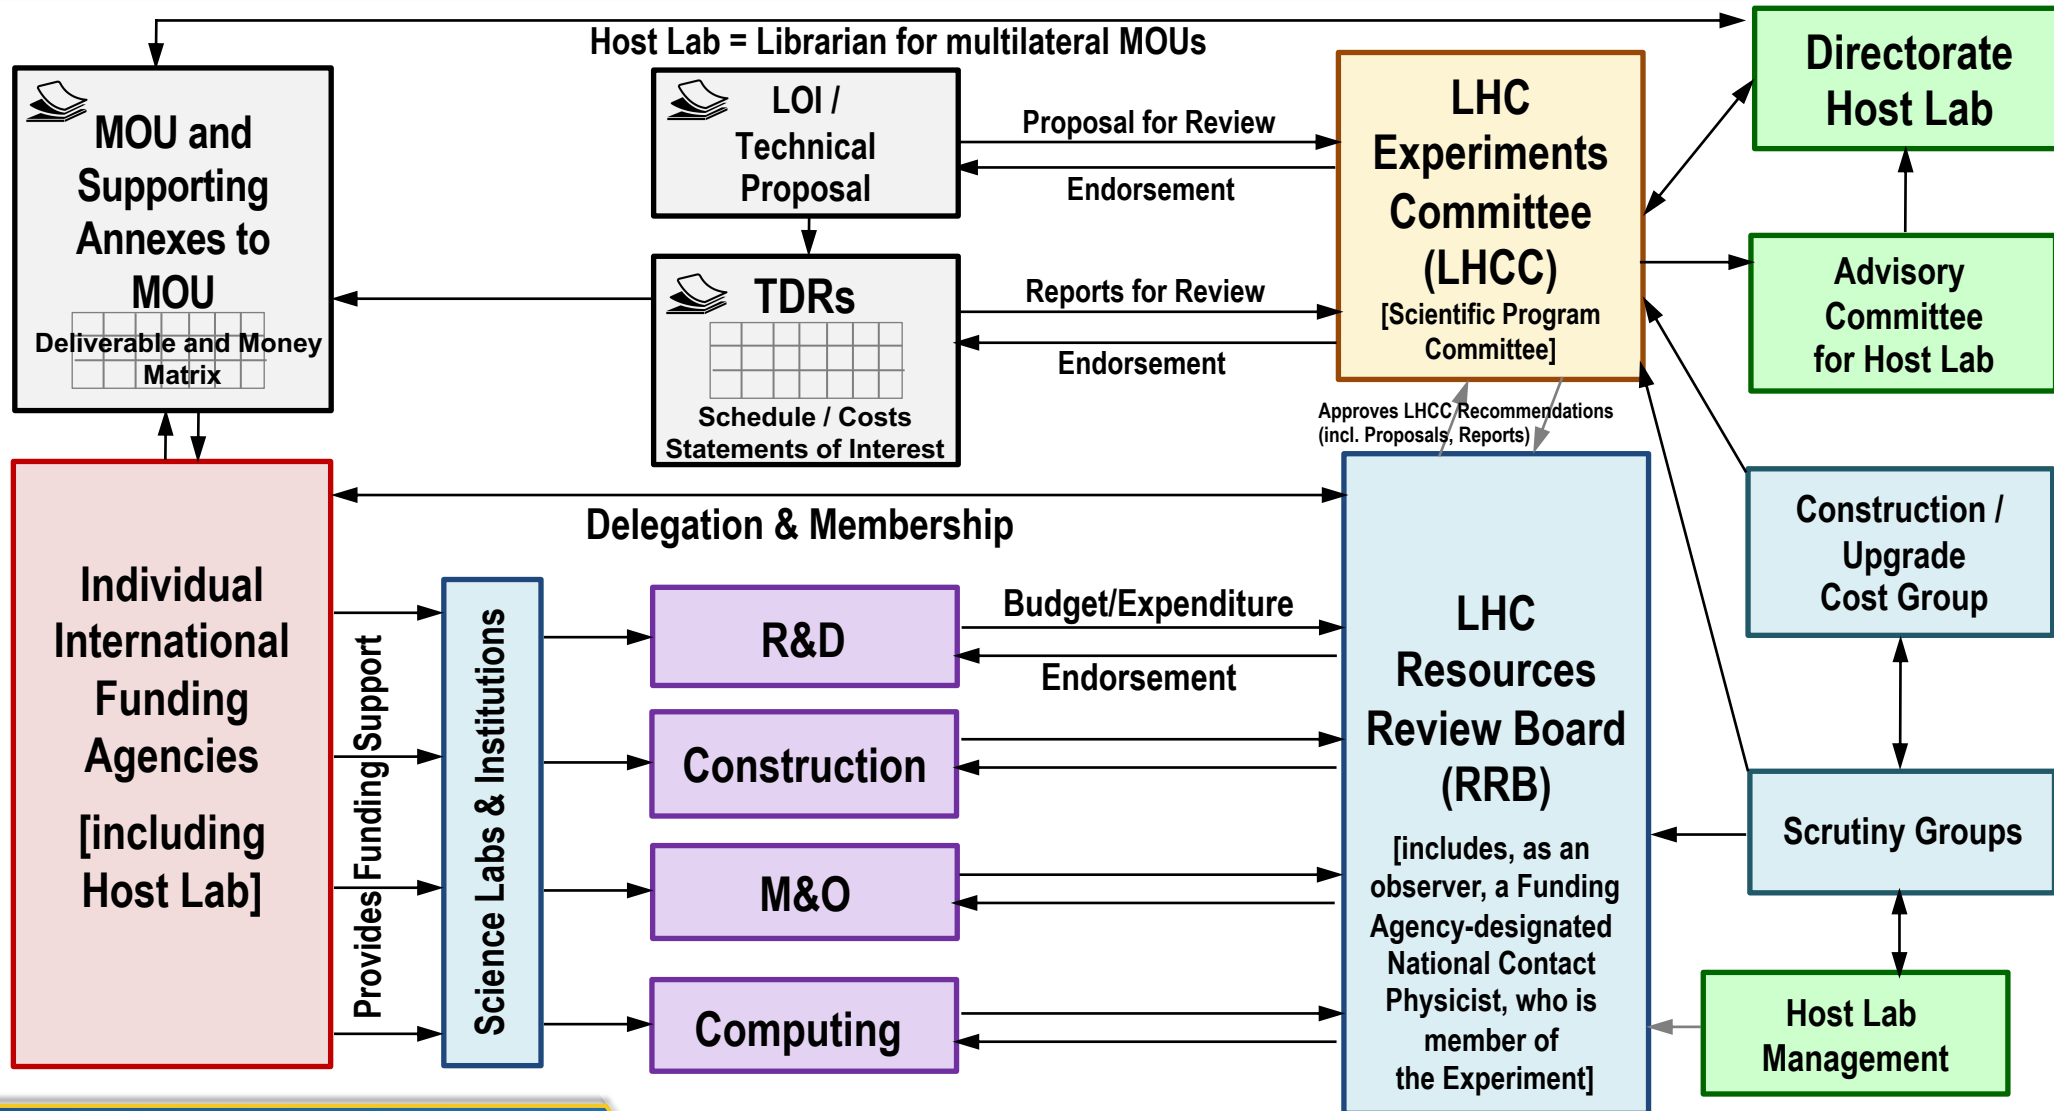 Host Lab = Librarian for multilateral MOUs
MOU and
Supporting
Annexes to
MOU
Deliverable and Money
Matrix
LOI /
Technical
Proposal
Proposal for Review
Endorsement
LHC
Experiments
Committee
(LHCC)
[Scientific Program
Committee]
Directorate
Host Lab
TDRs
Schedule / Costs
Statements of Interest
Reports for Review
Endorsement
Advisory
Committee
for Host Lab
Approves LHCC Recommendations
(incl. Proposals, Reports)
Individual
International
Funding
Agencies
[including
Host Lab]
Delegation & Membership
Provides Funding Support
Science Labs & Institutions
R&D
Budget/Expenditure
Endorsement
Construction
M&O
Computing
LHC
Resources
Review Board
(RRB)
[includes, as an
observer, a Funding
Agency-designated
National Contact
Physicist, who is
member of
the Experiment]
Construction /
Upgrade
Cost Group
Scrutiny Groups
Host Lab
Management